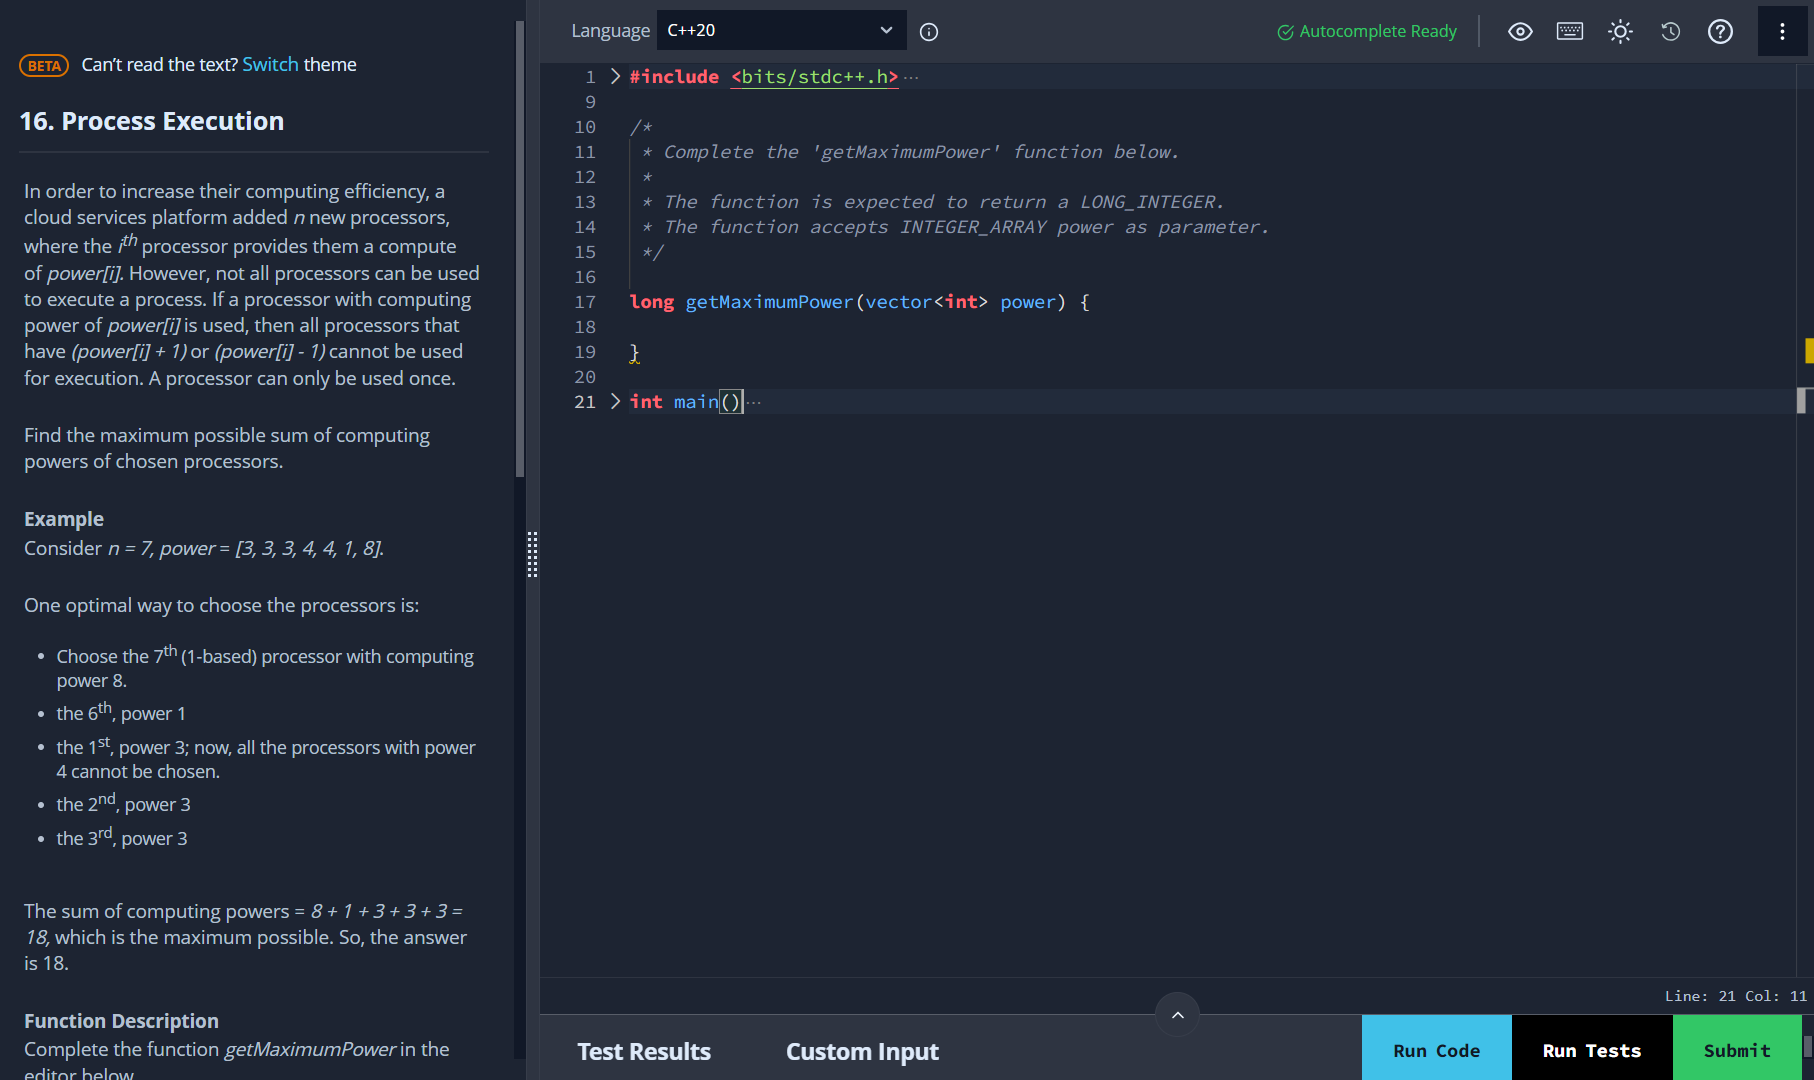 BETA Can't read the text? Switch theme
16. Process Execution
In order to increase their computing efficiency, a
cloud services platform added n new processors,
where the ith processor provides them a compute
of power[i]. However, not all processors can be used
to execute a process. If a processor with computing
power of power[i] is used, then all processors that
have (power[i] + 1) or (power[i] - 1) cannot be used
for execution. A processor can only be used once.
Find the maximum possible sum of computing
powers of chosen processors.
Example
Consider n = 7, power = [3, 3, 3, 4, 4, 1, 8].
One optimal way to choose the processors is:
• Choose the 7th (1-based) processor with computing
power 8.
• the 6th, power 1
• the 1st, power 3; now, all the processors with power
4 cannot be chosen.
• the 2nd, power 3
• the 3rd, power 3
The sum of computing powers = 8 + 1 + 3 + 3 + 3 =
18, which is the maximum possible. So, the answer
is 18.
Function Description
Complete the function getMaximumPower in the
editor below.
Language C++20
Autocomplete Ready
1 #include <bits/stdc++.h>···
9
10 /*
11 * Complete the 'getMaximumPower' function below.
12 *
13 * The function is expected to return a LONG_INTEGER.
14 * The function accepts INTEGER_ARRAY power as parameter.
15 */
16
17 long getMaximumPower(vector<int> power) {
18
19 }
20
21 int main()···
Line: 21 Col: 11
Test Results Custom Input Run Code Run Tests Submit